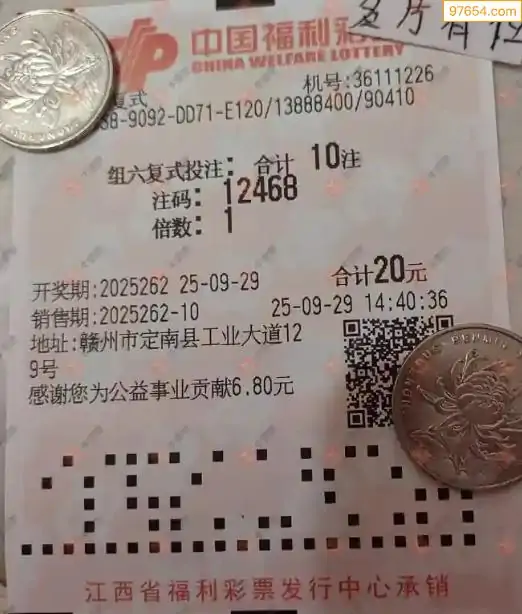 97654.com
中国福利彩
CHINA WELFARE LOTTERY
复式
机号:36111226
SB-9092-DD71-E120/13888400/90410
组六复式投注: 合计 10注
注码: 12468
倍数: 1
开奖期:2025262 25-09-29 合计20元
销售期:2025262-10 25-09-29 14:40:36
地址:赣州市定南县工业大道12
9号
感谢您为公益事业贡献6.80元
江西省福利彩票发行中心承销